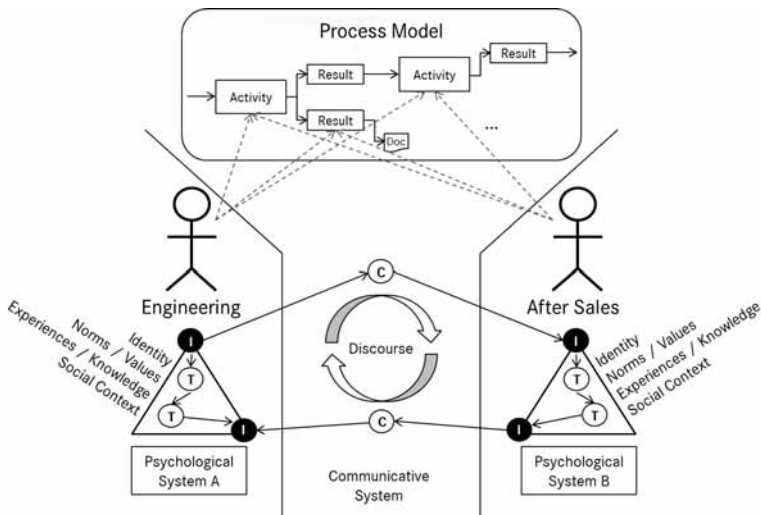 Process Model
Result
Activity
Result
Activity
Result
Doc
...
Engineering
After Sales
C
Discourse
C
I
T
T
I
Identity
Norms / Values
Experiences / Knowledge
Social Context
I
T
T
I
Identity
Norms / Values
Experiences / Knowledge
Social Context
Psychological
System A
Communicative
System
Psychological
System B